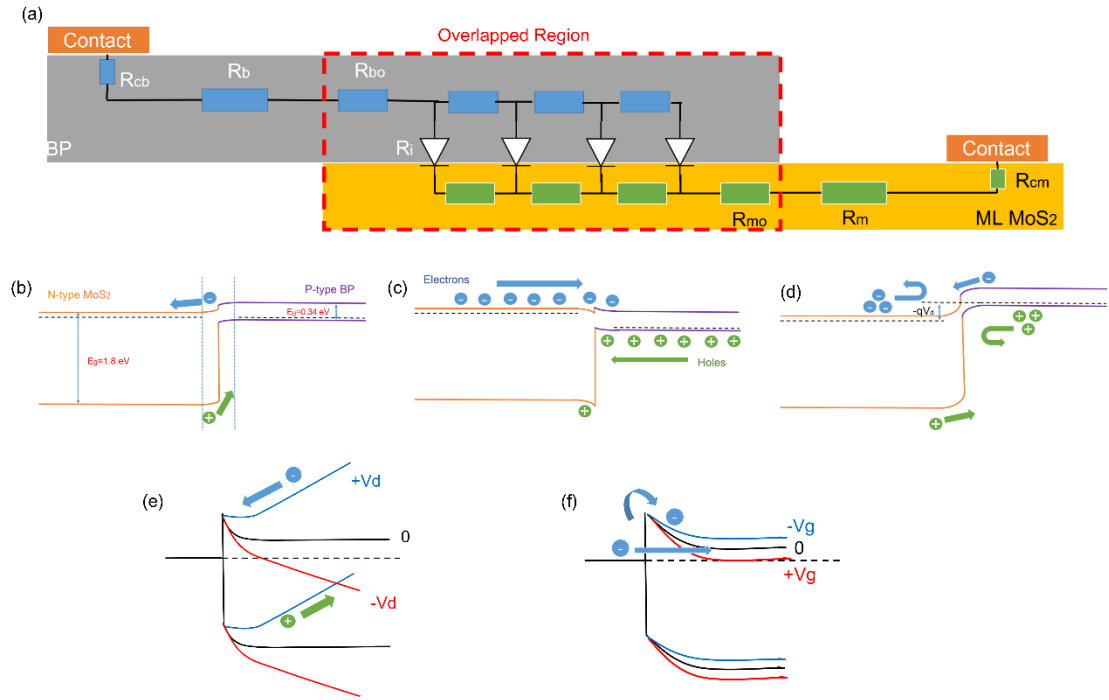 (a)
Overlapped Region
Contact
Rcb
Rb
Rbo
BP
Ri
Contact
Rcm
Rmo
Rm
ML MoS2
(b)
N-type MoS2
P-type BP
Eg=0.34 eV
Eg=1.8 eV
-
+
(c)
Electrons
- - - - - - -
+ + + + + + +
Holes
+
(d)
-
- - - -
-qVd
+ + + +
+
(e)
-
+Vd
0
-Vd
+
(f)
-
-
-Vg
0
+Vg